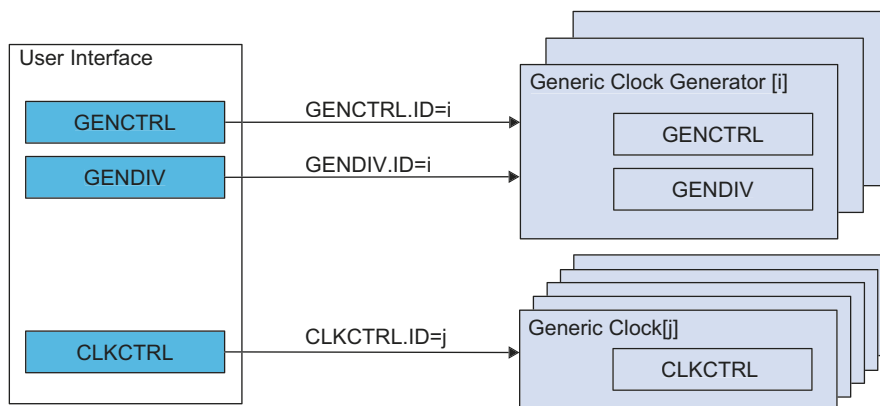 User Interface
GENCTRL
GENDIV
CLKCTRL
GENCTRL.ID=i
GENDIV.ID=i
CLKCTRL.ID=j
Generic Clock Generator [i]
GENCTRL
GENDIV
Generic Clock[j]
CLKCTRL